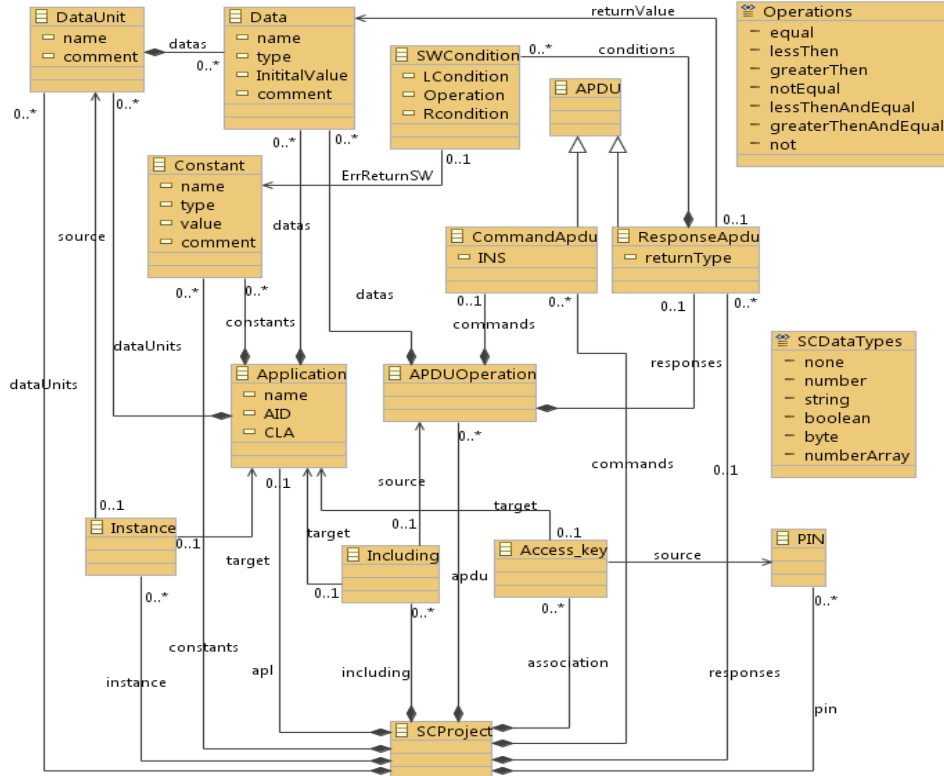 DataUnit
name
comment
datas
0..*
Data
name
type
InititalValue
comment
returnValue
SWCondition
LCondition
Operation
Rcondition
0..*
conditions
APDU
Operations
equal
lessThen
greaterThen
notEqual
lessThenAndEqual
greaterThenAndEqual
not
0..*
0..*
0..*
0..*
0..1
ErrReturnSW
Constant
name
type
value
comment
source
datas
0..1
CommandApdu
INS
ResponseApdu
returnType
0..*
0..*
0..1
0..*
0..1
0..*
datas
constants
commands
dataUnits
responses
dataUnits
Application
name
AID
CLA
APDUOperation
SCDataTypes
none
number
string
boolean
byte
numberArray
0..*
0..1
source
commands
0..1
0..1
Instance
0..1
target
target
0..1
Including
0..1
target
0..1
Access_key
source
PIN
apdu
0..*
0..*
0..*
0..*
constants
instance
apl
including
association
responses
pin
SCProject